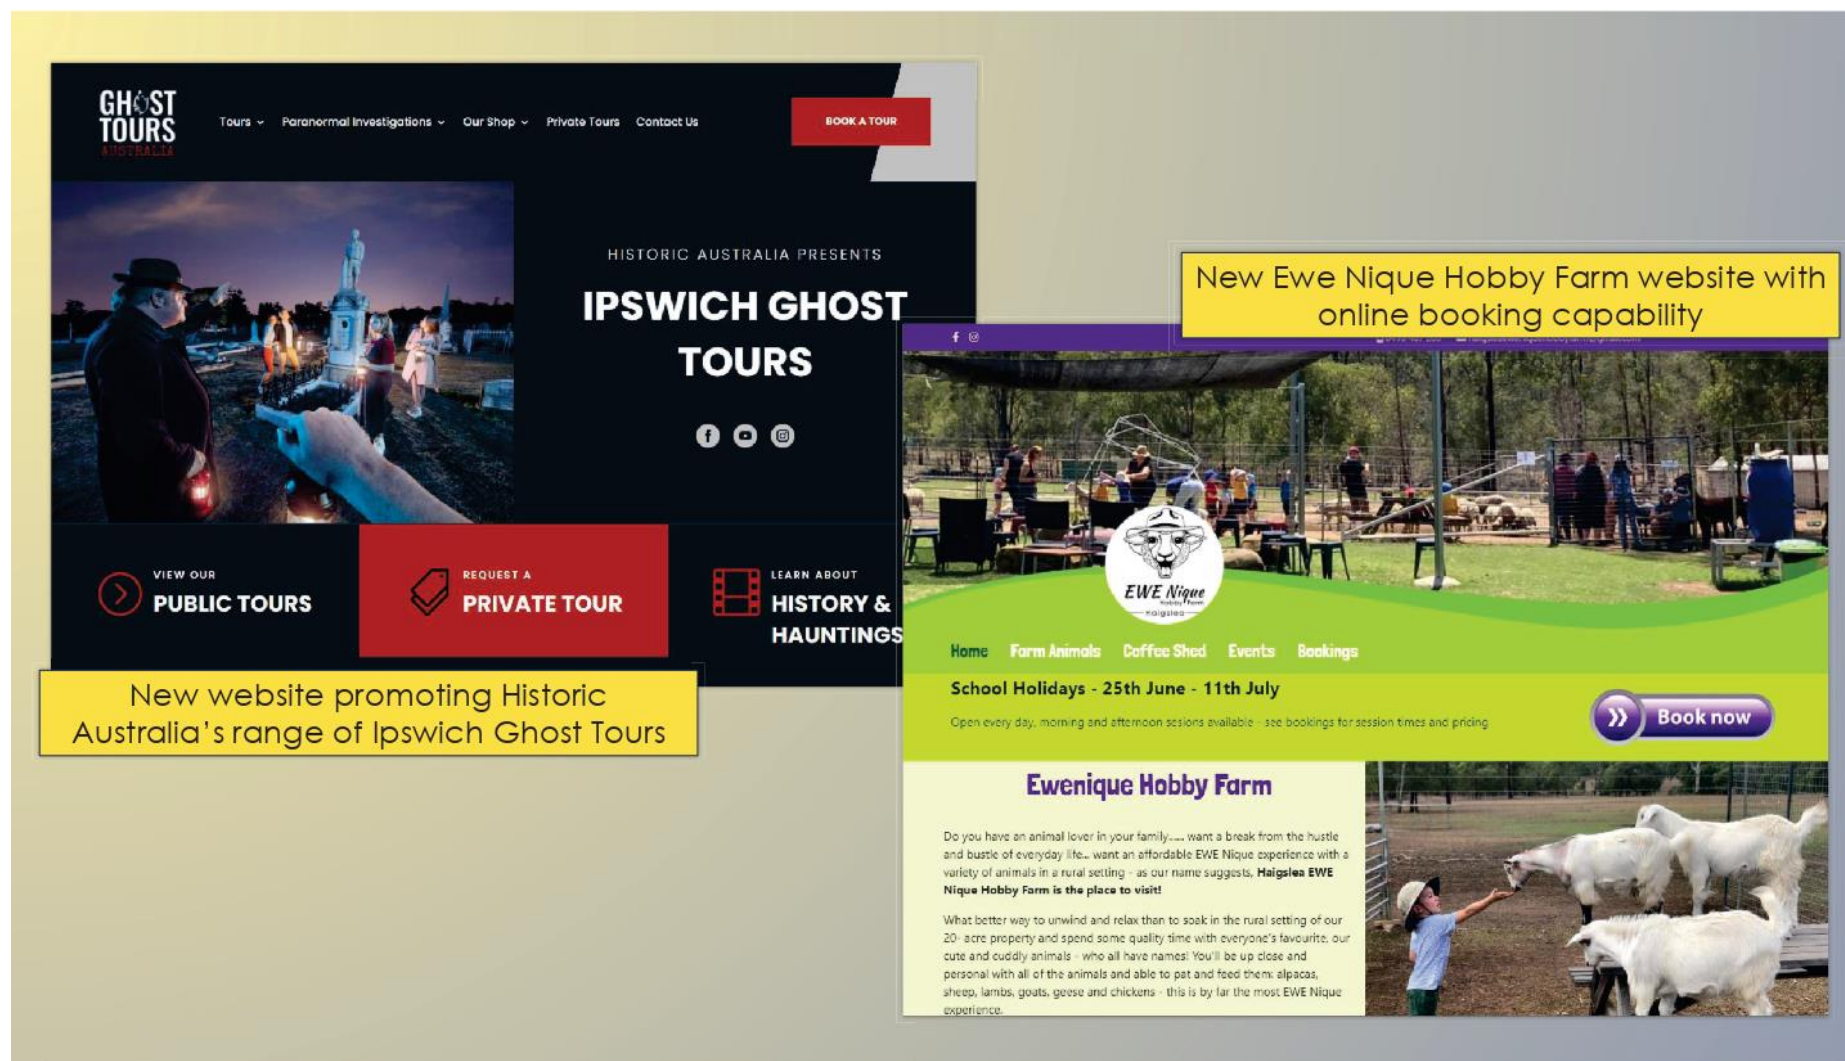 GHOST
TOURS
AUSTRALIA
Tours
Paranormal Investigations
Our Shop
Private Tours
Contact Us
BOOK A TOUR
HISTORIC AUSTRALIA PRESENTS
IPSWICH GHOST
TOURS
VIEW OUR
PUBLIC TOURS
REQUEST A
PRIVATE TOUR
LEARN ABOUT
HISTORY &
HAUNTINGS
New website promoting Historic
Australia's range of Ipswich Ghost Tours
New Ewe Nique Hobby Farm website with
online booking capability
EWE Nique
Hobby Farm
Haigslea
Home
Farm Animals
Coffee Shed
Events
Bookings
School Holidays - 25th June - 11th July
Open every day, morning and afternoon sesions available - see bookings for session times and pricing
Book now
Ewenique Hobby Farm
Do you have an animal lover in your family..... want a break from the hustle
and bustle of everyday life... want an affordable EWE Nique experience with a
variety of animals in a rural setting - as our name suggests, Haigslea EWE
Nique Hobby Farm is the place to visit!
What better way to unwind and relax than to soak in the rural setting of our
20- acre property and spend some quality time with everyone's favourite, our
cute and cuddly animals - who all have names! You'll be up close and
personal with all of the animals and able to pat and feed them: alpacas,
sheep, lambs, goats, geese and chickens - this is by far the most EWE Nique
experience.